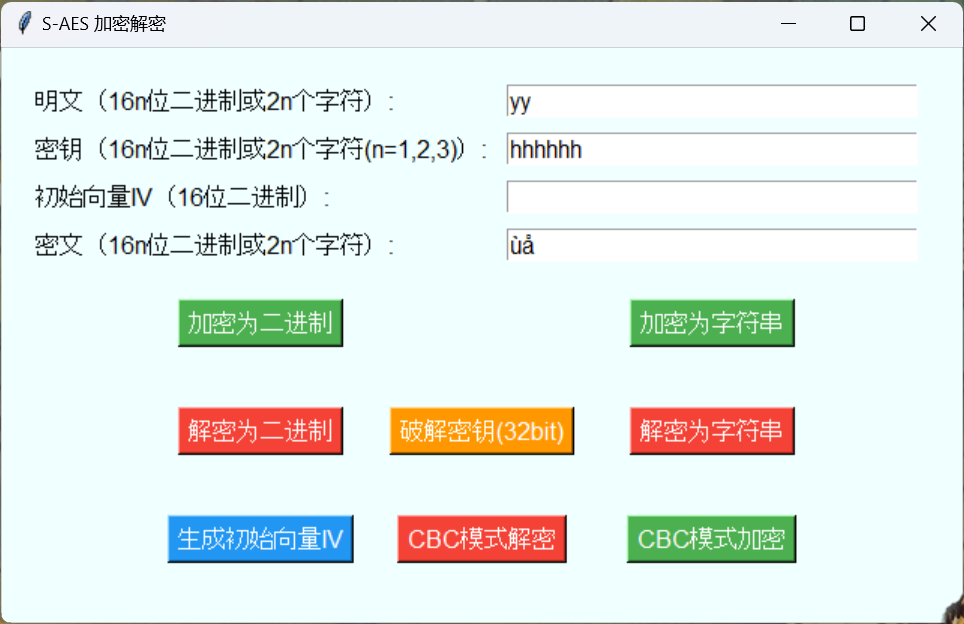 S-AES 加密解密
明文（16n位二进制或2n个字符）: yy
密钥（16n位二进制或2n个字符(n=1,2,3)）: hhhhhh
初始向量IV（16位二进制）:
密文（16n位二进制或2n个字符）: ùå
加密为二进制 加密为字符串
解密为二进制 破解密钥(32bit) 解密为字符串
生成初始向量IV CBC模式解密 CBC模式加密